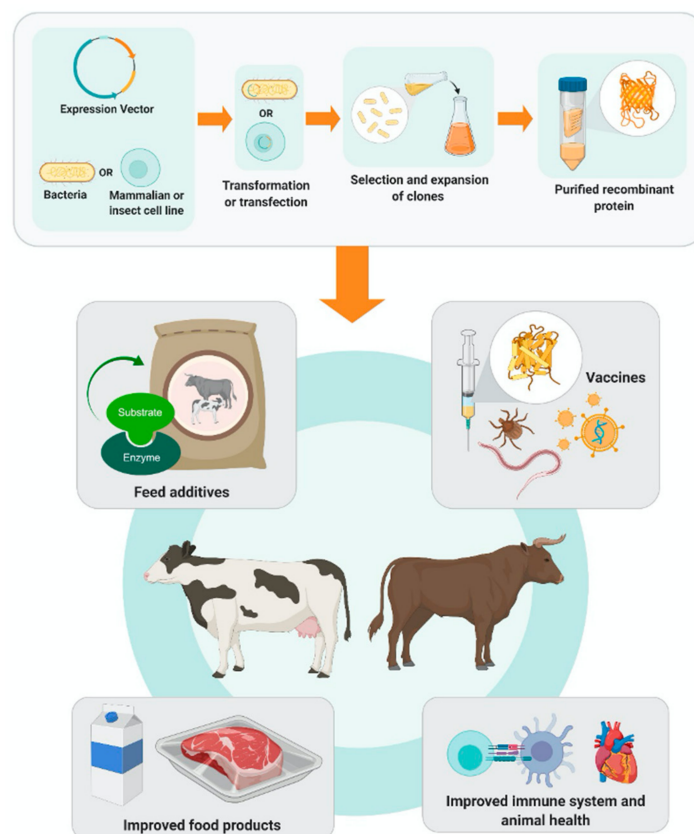 Expression Vector
Bacteria
OR
Mammalian or
insect cell line
OR
Transformation
or transfection
Selection and expansion
of clones
Purified recombinant
protein
Substrate
Enzyme
Feed additives
Vaccines
Improved food products
Improved immune system and
animal health